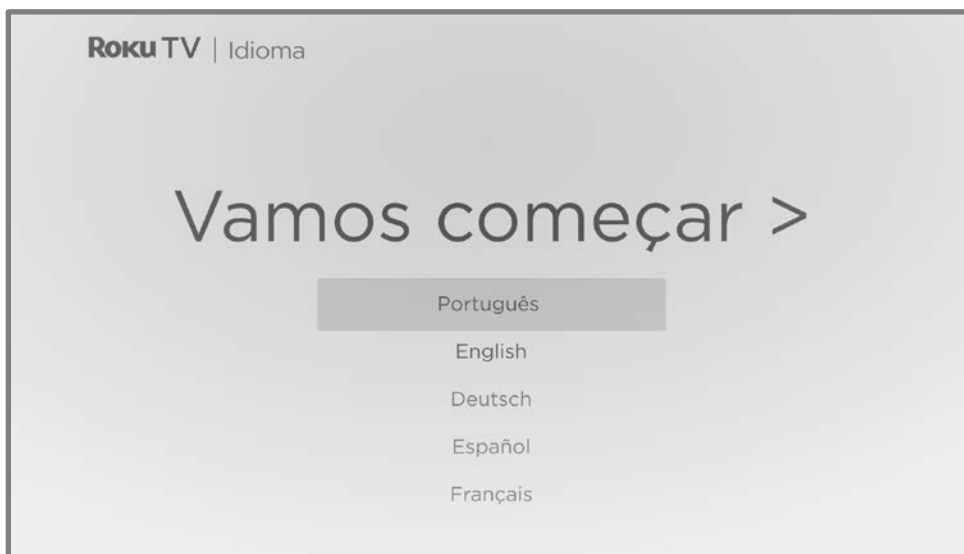 Roku TV | Idioma
Vamos começar >
Português
English
Deutsch
Español
Français